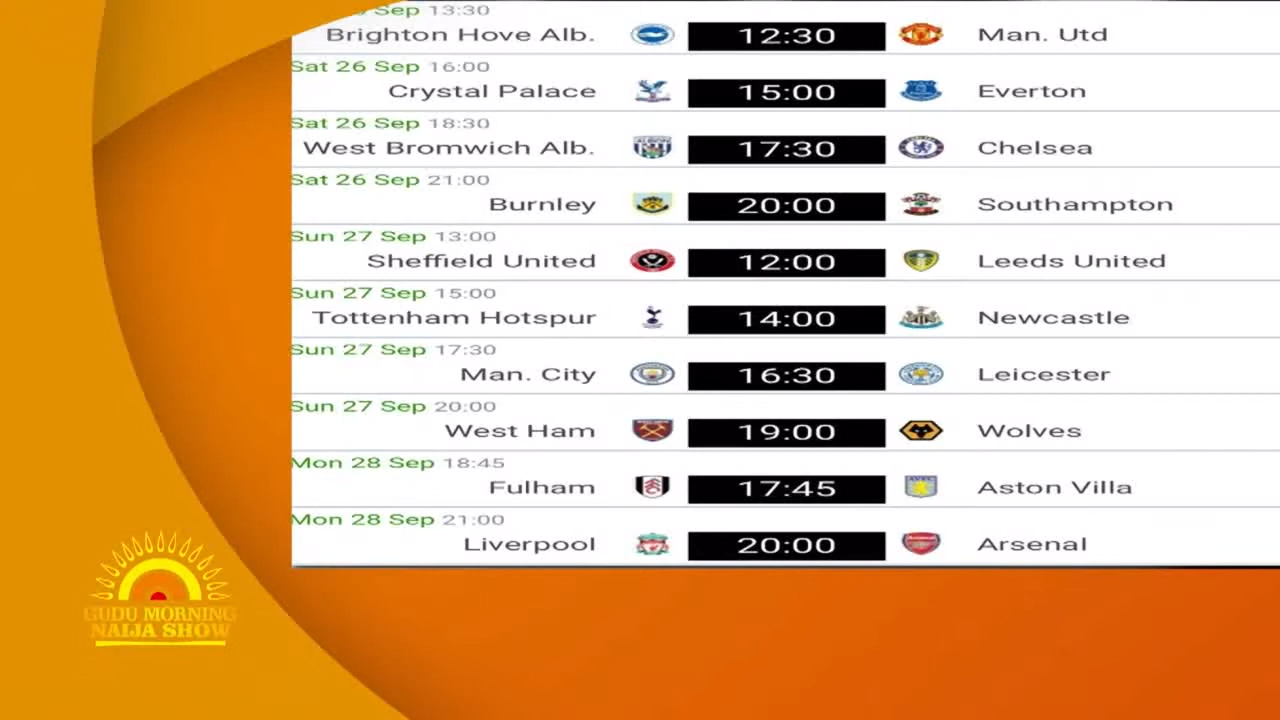 Sep 13:30
Brighton Hove Alb. 12:30 Man. Utd
Sat 26 Sep 16:00
Crystal Palace 15:00 Everton
Sat 26 Sep 18:30
West Bromwich Alb. 17:30 Chelsea
Sat 26 Sep 21:00
Burnley 20:00 Southampton
Sun 27 Sep 13:00
Sheffield United 12:00 Leeds United
Sun 27 Sep 15:00
Tottenham Hotspur 14:00 Newcastle
Sun 27 Sep 17:30
Man. City 16:30 Leicester
Sun 27 Sep 20:00
West Ham 19:00 Wolves
Mon 28 Sep 18:45
Fulham 17:45 Aston Villa
Mon 28 Sep 21:00
Liverpool 20:00 Arsenal
GUDU MORNING
NAIJA SHOW